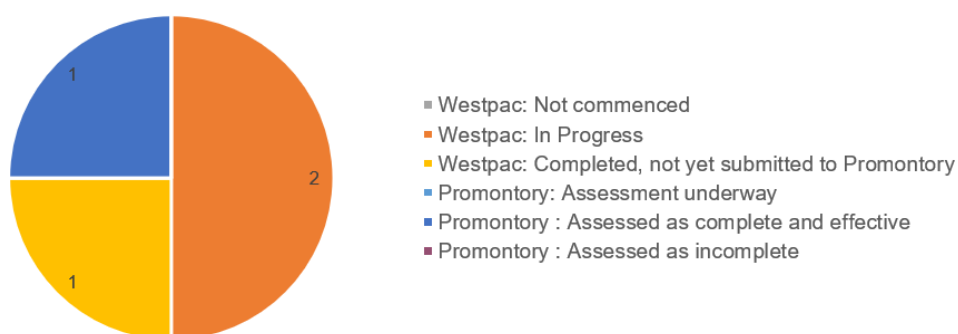 1
2
1
Westpac: Not commenced
Westpac: In Progress
Westpac: Completed, not yet submitted to Promontory
Promontory: Assessment underway
Promontory : Assessed as complete and effective
Promontory : Assessed as incomplete